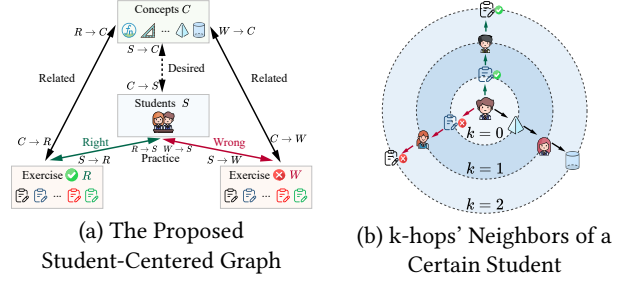 Concepts C
R → C
W → C
S → C
Related
Desired
Related
C → S
Students S
C → R
C → W
Right
Wrong
R→S W→S
S → R
Practice
S → W
Exercise R
Exercise W
(a) The Proposed
Student-Centered Graph
k = 0
k = 1
k = 2
(b) k-hops' Neighbors of a
Certain Student